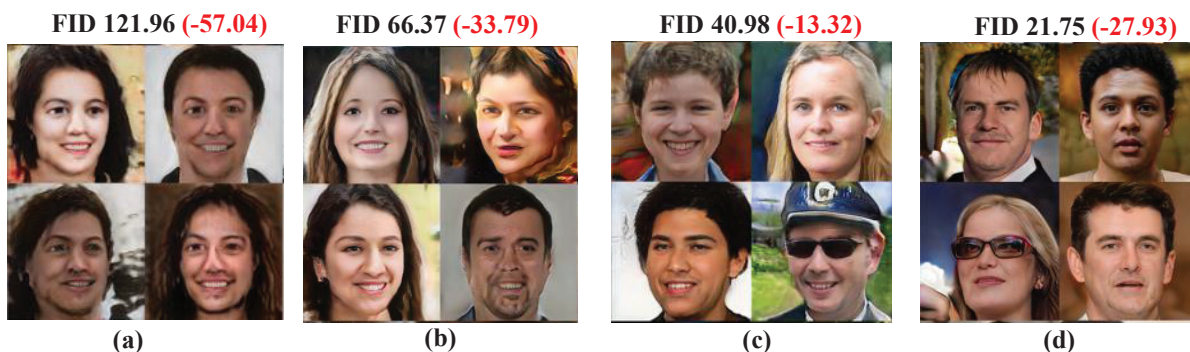 FID 121.96 (-57.04) FID 66.37 (-33.79) FID 40.98 (-13.32) FID 21.75 (-27.93)
(a) (b) (c) (d)